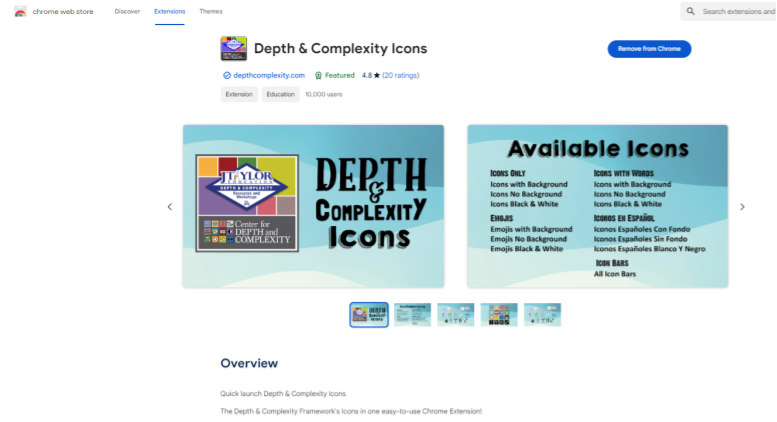 chrome web store
Discover
Extensions
Themes
Search extensions and
Depth & Complexity Icons
Remove from Chrome
depthcomplexity.com
Featured
4.8 ★ (20 ratings)
Extension
Education
10,000 users
J TAYLOR
EDUCATION
DEPTH & COMPLEXITY
Resources and
Workshops
Center for
DEPTH and
COMPLEXITY
DEPTH
&
COMPLEXITY
ICONS
Available Icons
ICONS ONLY
Icons with Background
Icons No Background
Icons Black & White
EMOJIS
Emojis with Background
Emojis No Background
Emojis Black & White
ICONS WITH WORDS
Icons with Background
Icons No Background
Icons Black & White
ICONOS EN ESPAÑOL
Iconos Españoles Con Fondo
Iconos Españoles Sin Fondo
Iconos Españoles Blanco Y Negro
ICON BARS
All Icon Bars
Overview
Quick launch Depth & Complexity Icons
The Depth & Complexity Framework's Icons in one easy-to-use Chrome Extension!